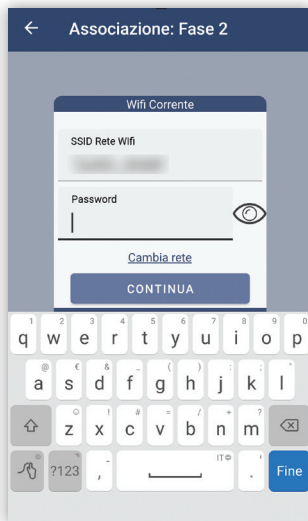 Associazione: Fase 2
Wifi Corrente
SSID Rete Wifi
Password
Cambia rete
CONTINUA
1 2 3 4 5 6 7 8 9 0
q w e r t y u i o p
@ € & _ ( ) : ; "
a s d f g h j k l
! # = / + ?
z x c v b n m
IT
?123 , . Fine